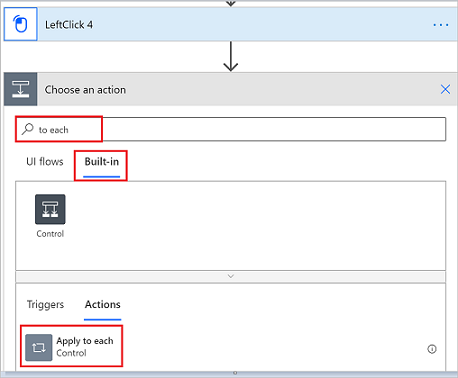 LeftClick 4
Choose an action
to each
UI flows Built-in
Control
Triggers Actions
Apply to each
Control